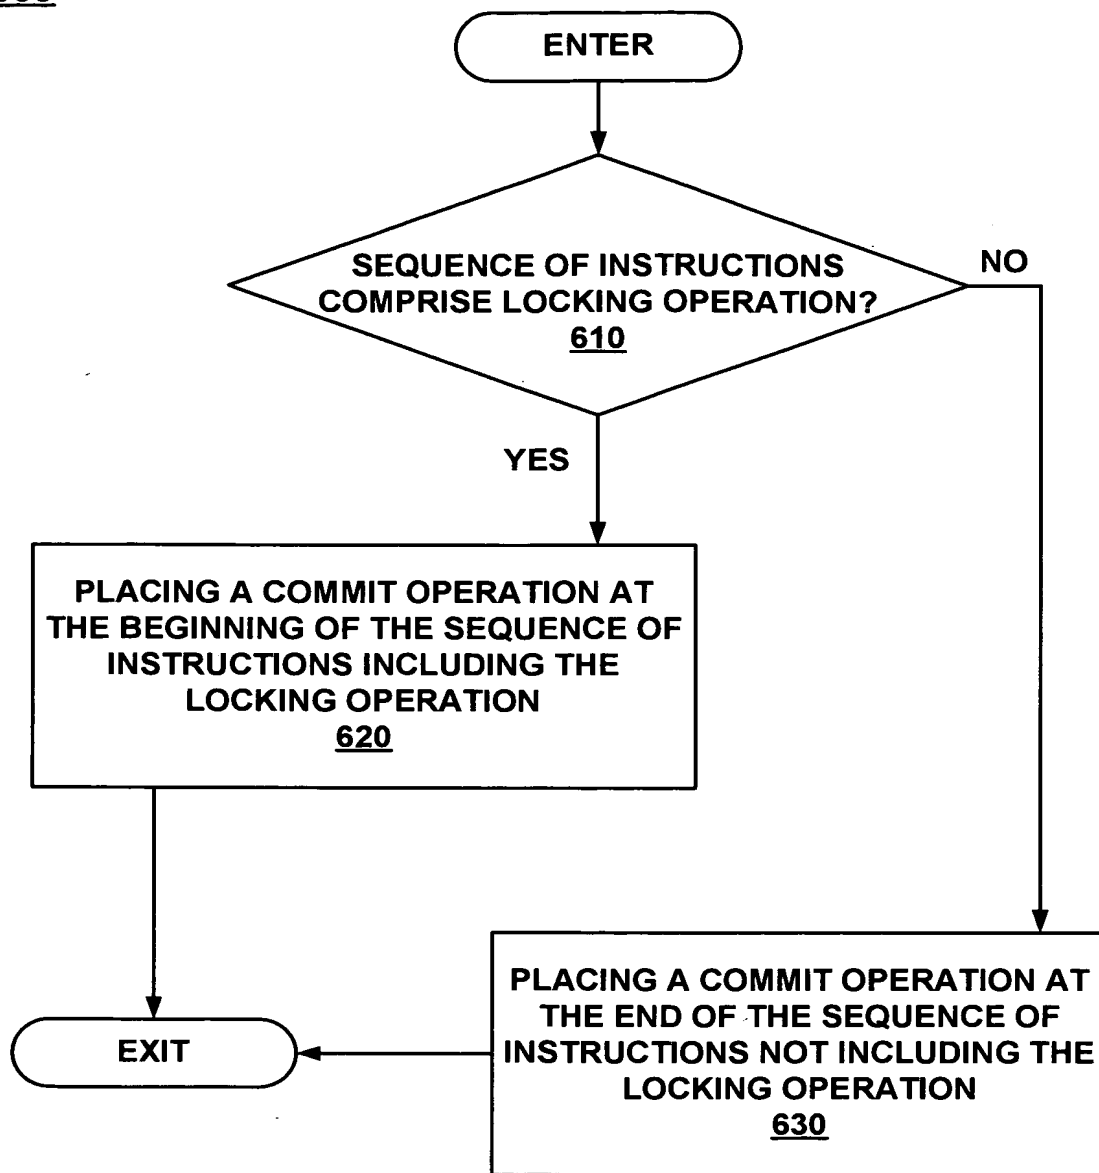 ENTER
SEQUENCE OF INSTRUCTIONS
COMPRISE LOCKING OPERATION?
610
NO
YES
PLACING A COMMIT OPERATION AT
THE BEGINNING OF THE SEQUENCE OF
INSTRUCTIONS INCLUDING THE
LOCKING OPERATION
620
PLACING A COMMIT OPERATION AT
THE END OF THE SEQUENCE OF
INSTRUCTIONS NOT INCLUDING THE
LOCKING OPERATION
630
EXIT